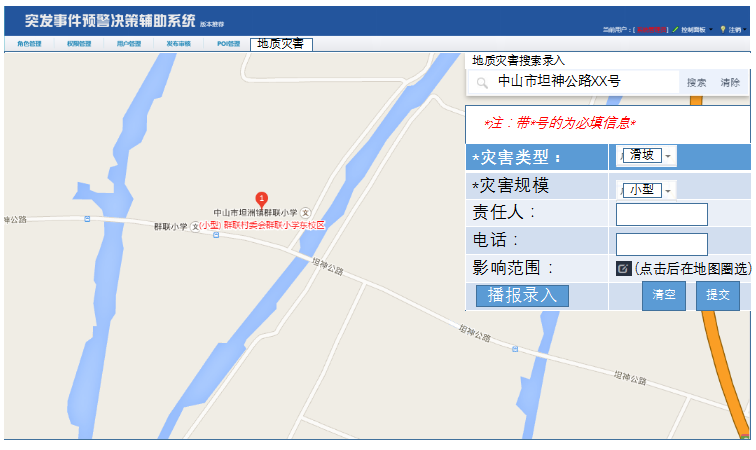 突发事件预警决策辅助系统 版本推荐
当前用户：[ ] 控制面板 注销
角色管理 权限管理 用户管理 发布审核 POI管理 地质灾害
地质灾害搜索录入
中山市坦神公路XX号 搜索 清除
*注：带*号的为必填信息*
*灾害类型： 滑坡
*灾害规模 小型
责任人：
电话：
影响范围： (点击后在地图圈选)
播报录入 清空 提交
1
中山市坦洲镇群联小学 文
群联小学 文 (小型) 群联村委会群联小学东校区
神公路
坦神公路
坦神公路
坦神公路